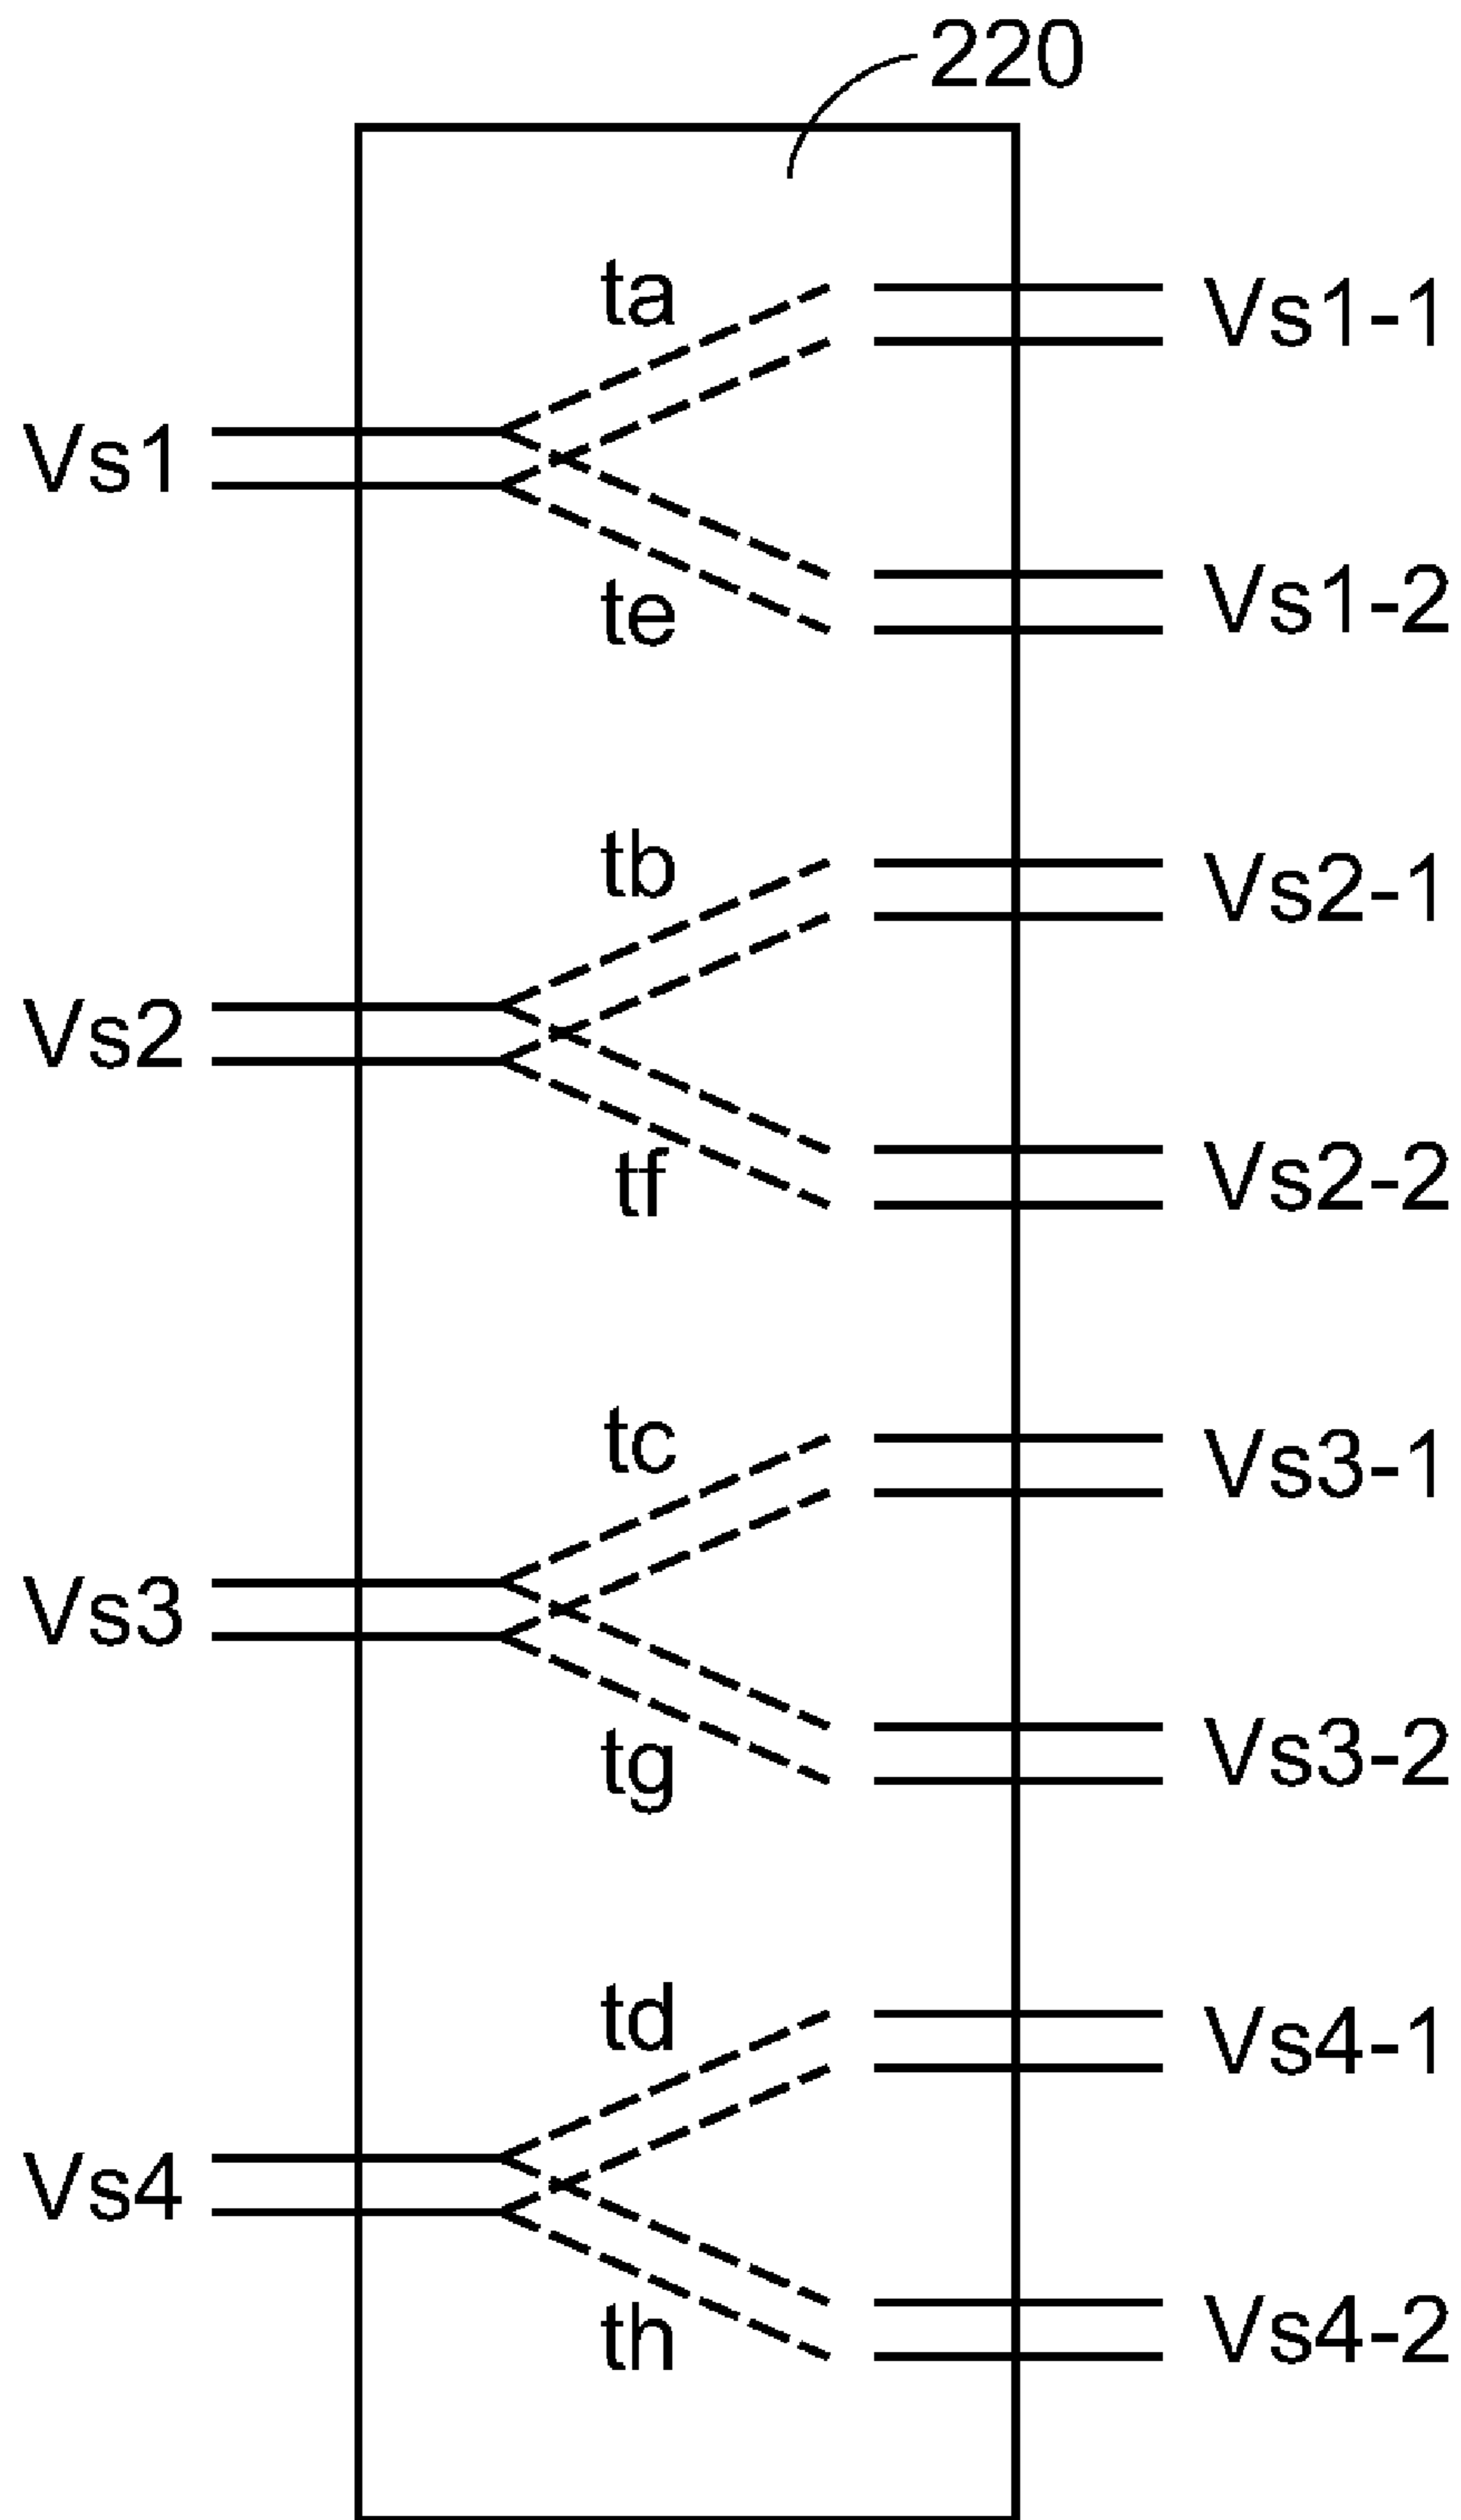 220
ta
Vs1-1
Vs1
Vs1-2
te
tb
Vs2-1
Vs2
tf
Vs2-2
tc
Vs3-1
Vs3
tg
Vs3-2
td
Vs4-1
Vs4
th
Vs4-2